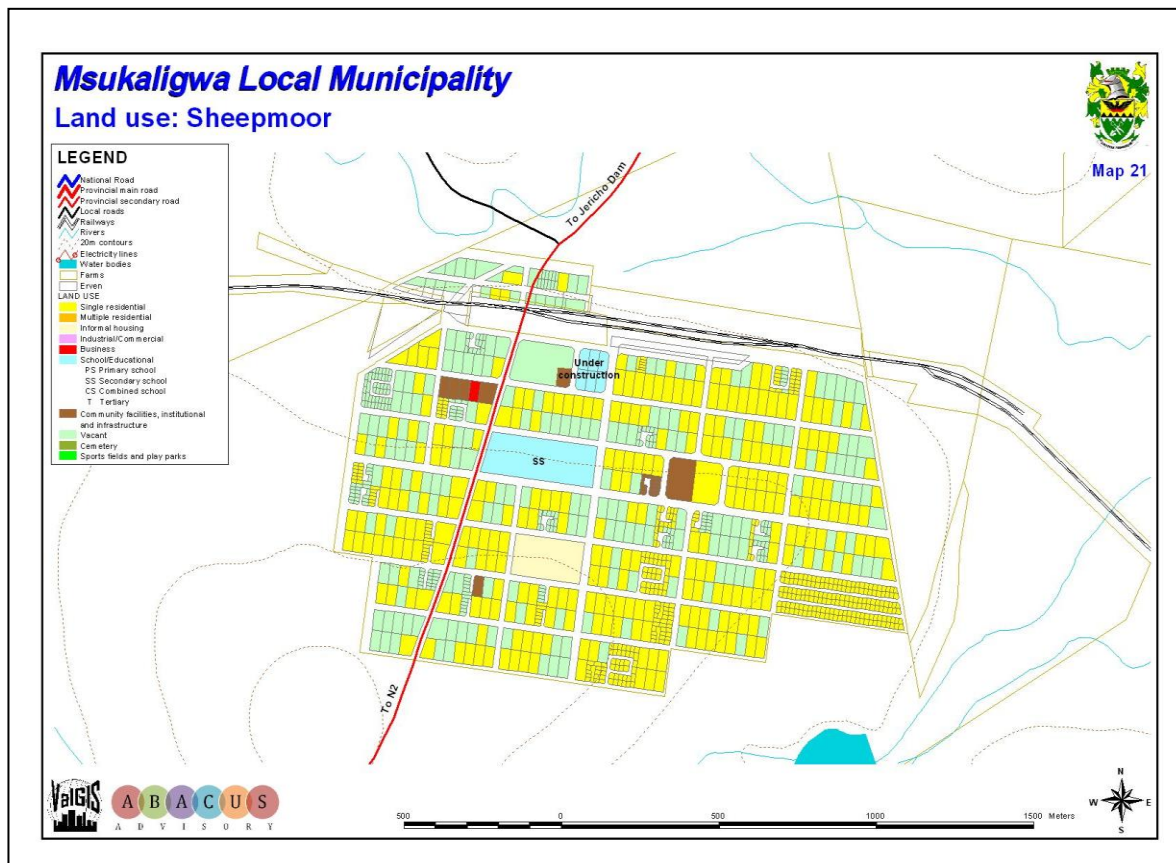 Msukaligwa Local Municipality
Land use: Sheepmoor
Map 21
LEGEND
National Road
Provincial main road
Provincial secondary road
Local roads
Railways
Rivers
20m contours
Electricity lines
Water bodies
Farms
Erven
LAND USE
Single residential
Multiple residential
Informal housing
Industrial/Commercial
Business
School/Educational
PS Primary school
SS Secondary school
CS Combined school
T Tertiary
Community facilities, institutional
and infrastructure
Vacant
Cemetery
Sports fields and play parks
To Jericho Dam
Under
construction
SS
To N2
ValGIS
ABACUS
ADVISORY
500 0 500 1000 1500 Meters
N
W E
S